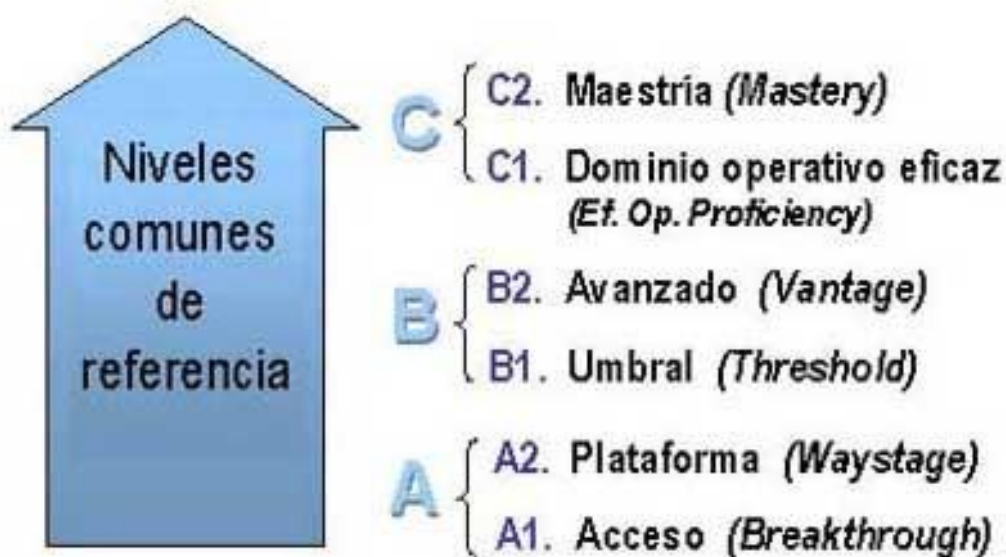 Niveles
comunes
de
referencia
C
C2. Maestría (Mastery)
C1. Dominio operativo eficaz
(Ef. Op. Proficiency)
B
B2. Avanzado (Vantage)
B1. Umbral (Threshold)
A
A2. Plataforma (Waystage)
A1. Acceso (Breakthrough)